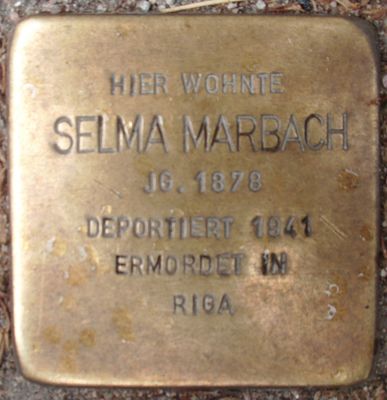 HIER WOHNTE
SELMA MARBACH
JG. 1878
DEPORTIERT 1941
ERMORDET IN
RIGA